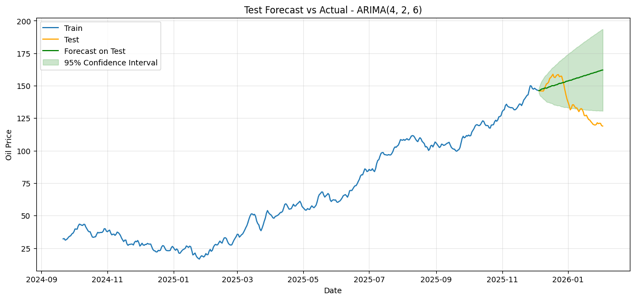 Test Forecast vs Actual - ARIMA(4, 2, 6)
Train
Test
Forecast on Test
95% Confidence Interval
Oil Price
200
175
150
125
100
75
50
25
2024-09
2024-11
2025-01
2025-03
2025-05
2025-07
2025-09
2025-11
2026-01
Date